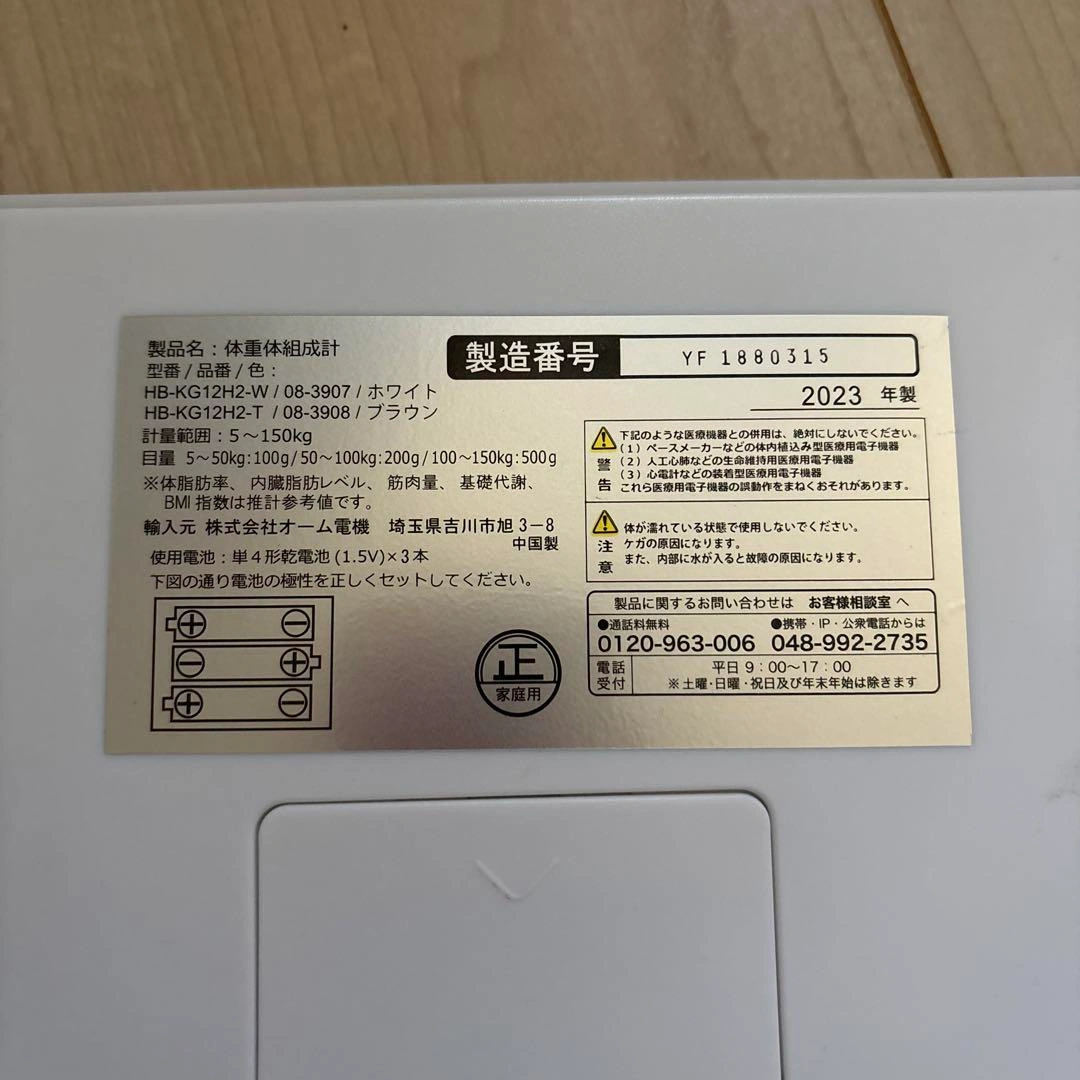 製品名：体重体組成計
型番 / 品番 / 色：
HB-KG12H2-W / 08-3907 / ホワイト
HB-KG12H2-T / 08-3908 / ブラウン
計量範囲：5～150kg
目量 5～50kg:100g / 50～100kg:200g / 100～150kg:500g
※体脂肪率、内臓脂肪レベル、筋肉量、基礎代謝、
BMI 指数は推計参考値です。
輸入元 株式会社オーム電機 埼玉県吉川市旭 3−8
中国製
使用電池：単４形乾電池 (1.5V)×３本
下図の通り電池の極性を正しくセットしてください。
⊕ ⊖
⊖ ⊕
⊕ ⊖
正
家庭用
製造番号 YF 1880315
2023 年製
警告
下記のような医療機器との併用は、絶対にしないでください。
（1）ペースメーカーなどの体内植込み型医療用電子機器
（2）人工心肺などの生命維持用医療用電子機器
（3）心電計などの装着型医療用電子機器
これら医療用電子機器の誤動作をまねくおそれがあります。
注意
体が濡れている状態で使用しないでください。
ケガの原因になります。
また、内部に水が入ると故障の原因になります。
製品に関するお問い合わせは お客様相談室 へ
●通話料無料 ●携帯・IP・公衆電話からは
0120-963-006 048-992-2735
電話受付 平日 9：00～17：00
※土曜・日曜・祝日及び年末年始は除きます